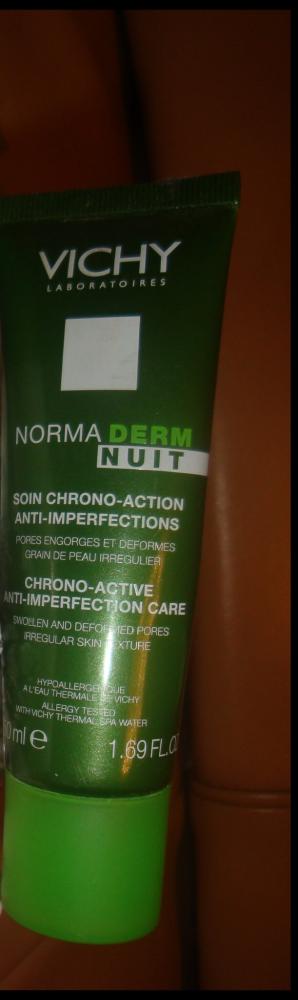 VICHY
LABORATOIRES
NORMADERM
NUIT
SOIN CHRONO-ACTION
ANTI-IMPERFECTIONS
PORES ENGORGES ET DEFORMES
GRAIN DE PEAU IRREGULIER
CHRONO-ACTIVE
ANTI-IMPERFECTION CARE
SWOLLEN AND DEFORMED PORES
IRREGULAR SKIN TEXTURE
HYPOALLERGENIQUE
A L'EAU THERMALE DE VICHY
ALLERGY TESTED
WITH VICHY THERMAL SPA WATER
ml e 1.69 FL.